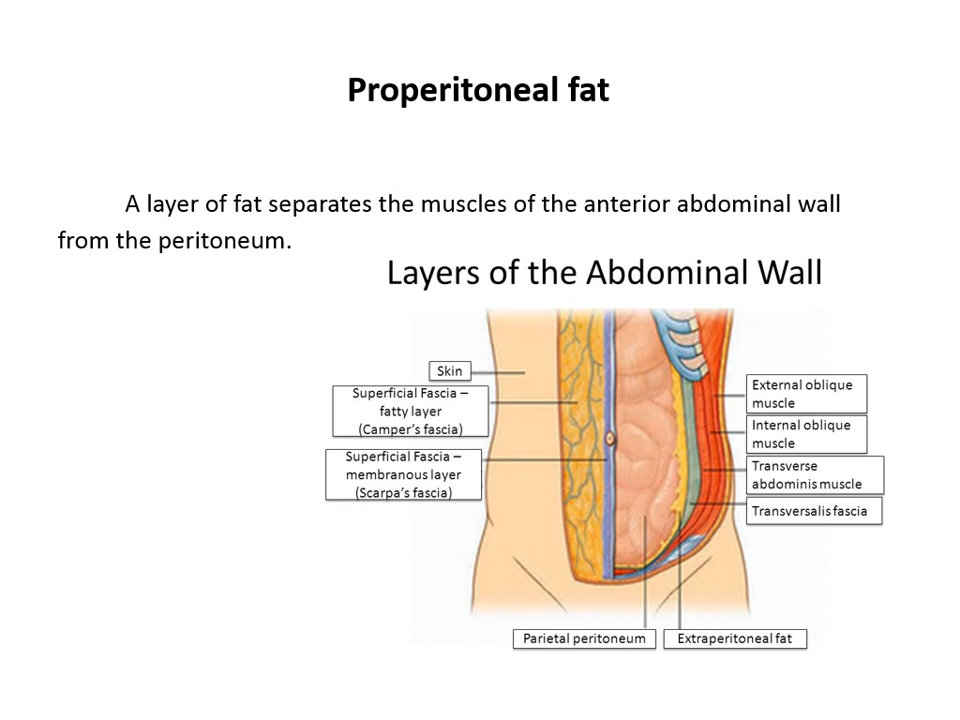 Properitoneal fat
A layer of fat separates the muscles of the anterior abdominal wall
from the peritoneum.
Layers of the Abdominal Wall
Skin
Superficial Fascia –
fatty layer
(Camper's fascia)
Superficial Fascia –
membranous layer
(Scarpa's fascia)
External oblique
muscle
Internal oblique
muscle
Transverse
abdominis muscle
Transversalis fascia
Parietal peritoneum
Extraperitoneal fat